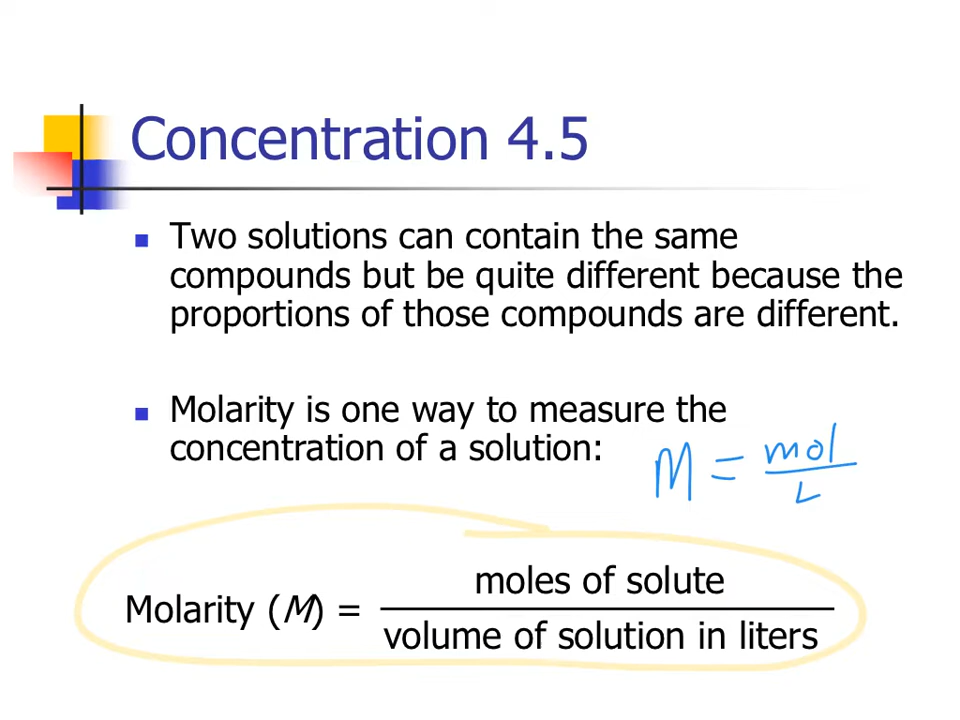 Concentration 4.5
Two solutions can contain the same
compounds but be quite different because the
proportions of those compounds are different.
Molarity is one way to measure the
concentration of a solution:
M = mol
L
moles of solute
Molarity (M) =
volume of solution in liters